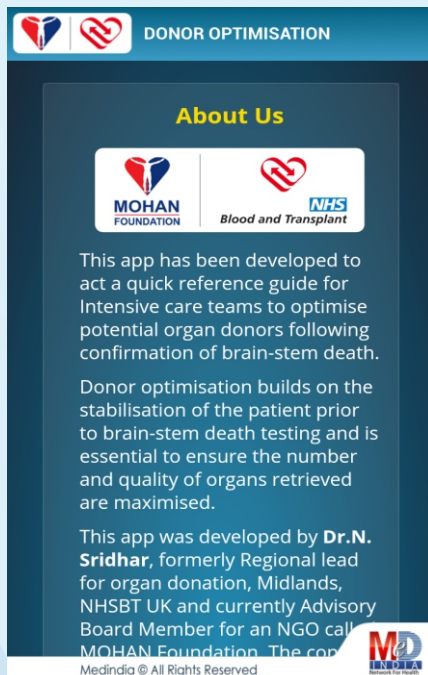 DONOR OPTIMISATION
About Us
MOHAN
FOUNDATION
NHS
Blood and Transplant
This app has been developed to
act a quick reference guide for
Intensive care teams to optimise
potential organ donors following
confirmation of brain-stem death.
Donor optimisation builds on the
stabilisation of the patient prior
to brain-stem death testing and is
essential to ensure the number
and quality of organs retrieved
are maximised.
This app was developed by Dr.N.
Sridhar, formerly Regional lead
for organ donation, Midlands,
NHSBT UK and currently Advisory
Board Member for an NGO
MOHAN Foundation. The
Medindia © All Rights Reserved
MeD
INDIA
Network For Health